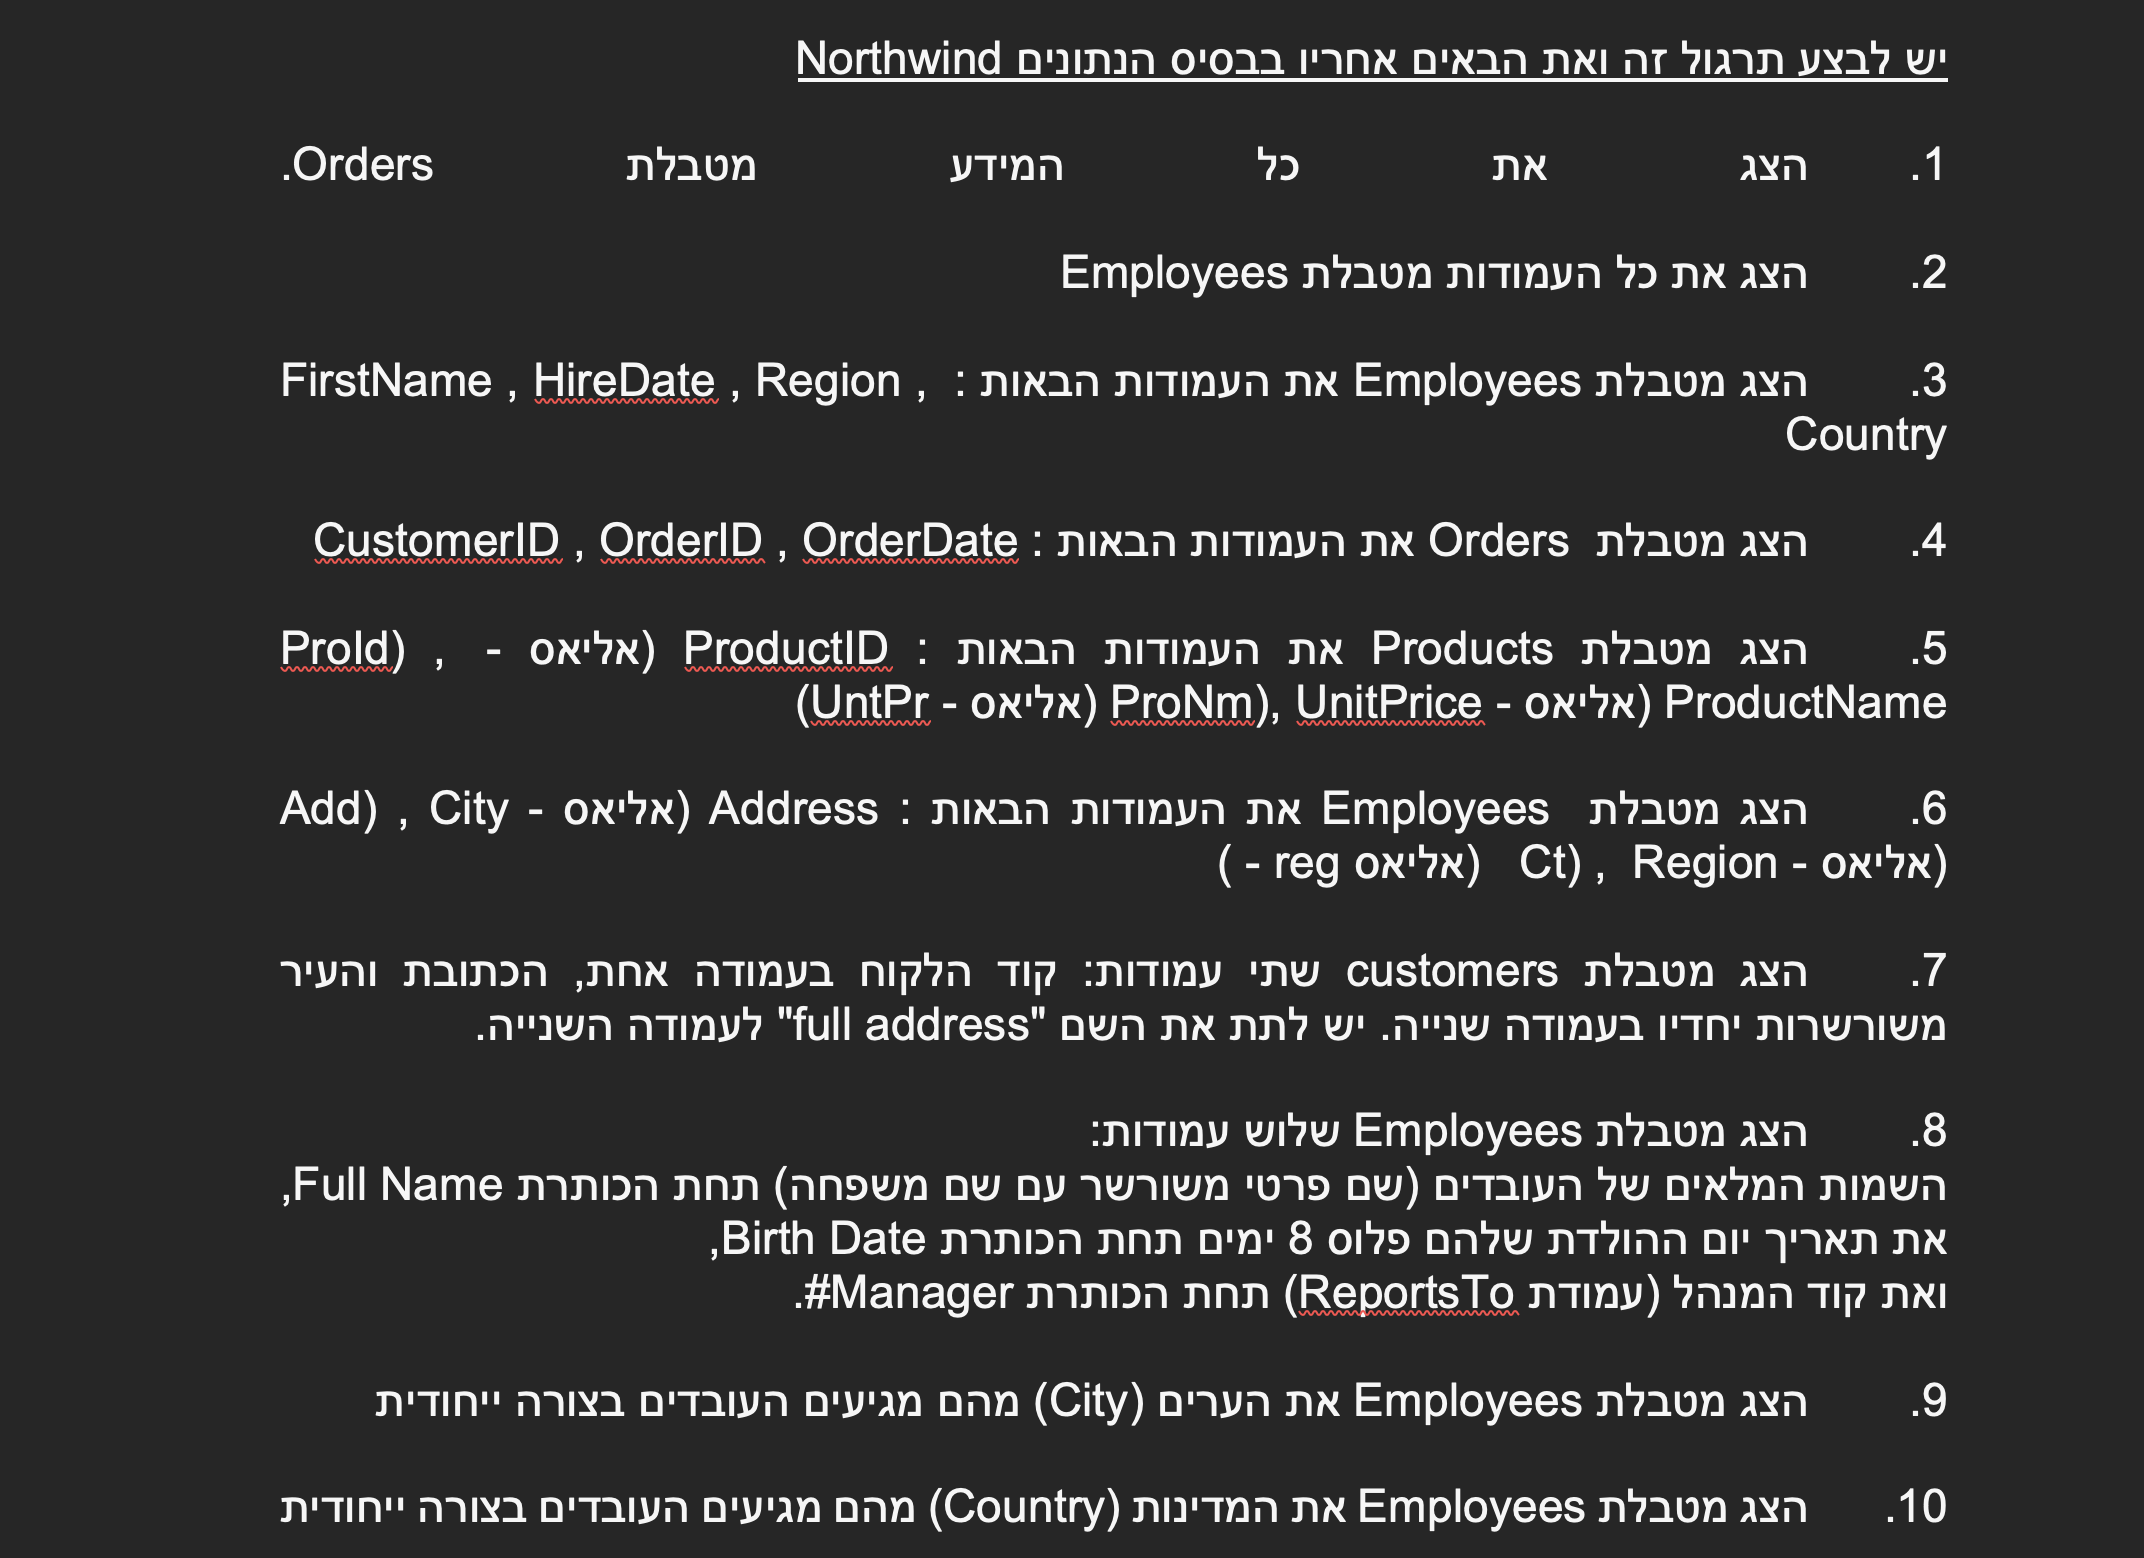 יש לבצע תרגול זה ואת הבאים אחריו בבסיס הנתונים Northwind
1. הצג את כל המידע מטבלת Orders.
2. הצג את כל העמודות מטבלת Employees
3. הצג מטבלת Employees את העמודות הבאות : FirstName , HireDate , Region ,
Country
4. הצג מטבלת Orders את העמודות הבאות : CustomerID , OrderID , OrderDate
5. הצג מטבלת Products את העמודות הבאות : ProductID (אליאס - ProId) ,
ProductName (אליאס - ProNm), UnitPrice (אליאס - UntPr)
6. הצג מטבלת Employees את העמודות הבאות : Address (אליאס - Add) , City
(אליאס - Ct) , Region (אליאס reg - )
7. הצג מטבלת customers שתי עמודות: קוד הלקוח בעמודה אחת, הכתובת והעיר
משורשרות יחדיו בעמודה שנייה. יש לתת את השם "full address" לעמודה השנייה.
8. הצג מטבלת Employees שלוש עמודות:
השמות המלאים של העובדים (שם פרטי משורשר עם שם משפחה) תחת הכותרת Full Name,
את תאריך יום ההולדת שלהם פלוס 8 ימים תחת הכותרת Birth Date,
ואת קוד המנהל (עמודת ReportsTo) תחת הכותרת Manager#.
9. הצג מטבלת Employees את הערים (City) מהם מגיעים העובדים בצורה ייחודית
10. הצג מטבלת Employees את המדינות (Country) מהם מגיעים העובדים בצורה ייחודית